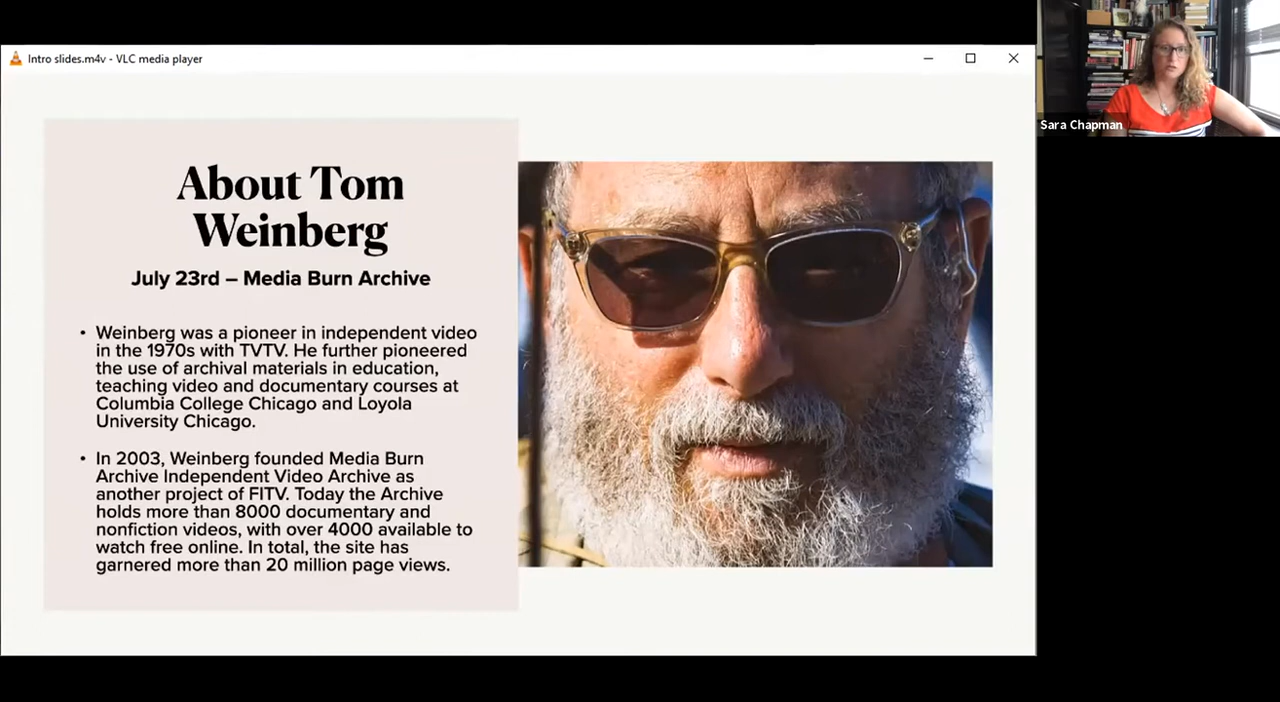 Intro slides.m4v - VLC media player
Sara Chapman
About Tom
Weinberg
July 23rd – Media Burn Archive
• Weinberg was a pioneer in independent video
in the 1970s with TVTV. He further pioneered
the use of archival materials in education,
teaching video and documentary courses at
Columbia College Chicago and Loyola
University Chicago.
• In 2003, Weinberg founded Media Burn
Archive Independent Video Archive as
another project of FITV. Today the Archive
holds more than 8000 documentary and
nonfiction videos, with over 4000 available to
watch free online. In total, the site has
garnered more than 20 million page views.